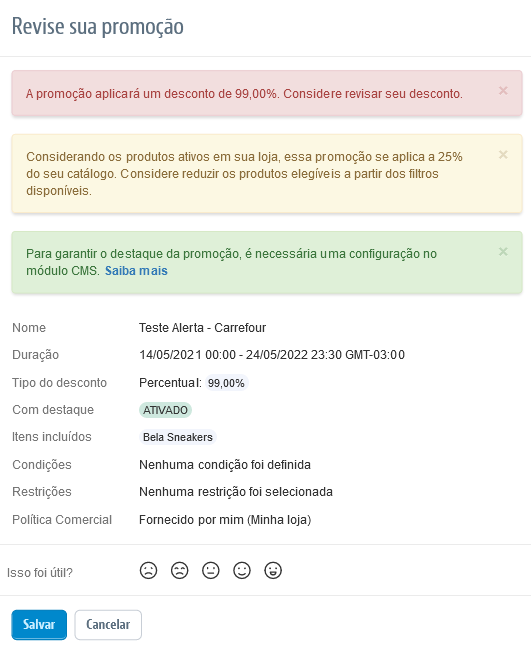 Revise sua promoção
A promoção aplicará um desconto de 99,00%. Considere revisar seu desconto. ×
Considerando os produtos ativos em sua loja, essa promoção se aplica a 25% ×
do seu catálogo. Considere reduzir os produtos elegíveis a partir dos filtros
disponíveis.
Para garantir o destaque da promoção, é necessária uma configuração no ×
módulo CMS. Saiba mais
Nome Teste Alerta - Carrefour
Duração 14/05/2021 00:00 - 24/05/2022 23:30 GMT-03:00
Tipo do desconto Percentual: 99,00%
Com destaque ATIVADO
Itens incluídos Bela Sneakers
Condições Nenhuma condição foi definida
Restrições Nenhuma restrição foi selecionada
Política Comercial Fornecido por mim (Minha loja)
Isso foi útil?
Salvar Cancelar